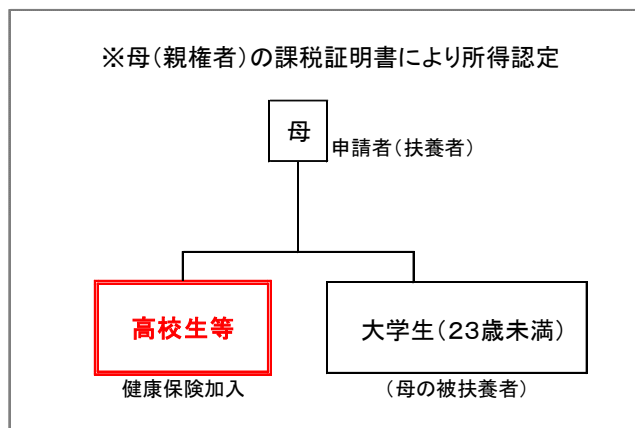 ※母（親権者）の課税証明書により所得認定
母
申請者（扶養者）
高校生等
大学生（２３歳未満）
健康保険加入
（母の被扶養者）